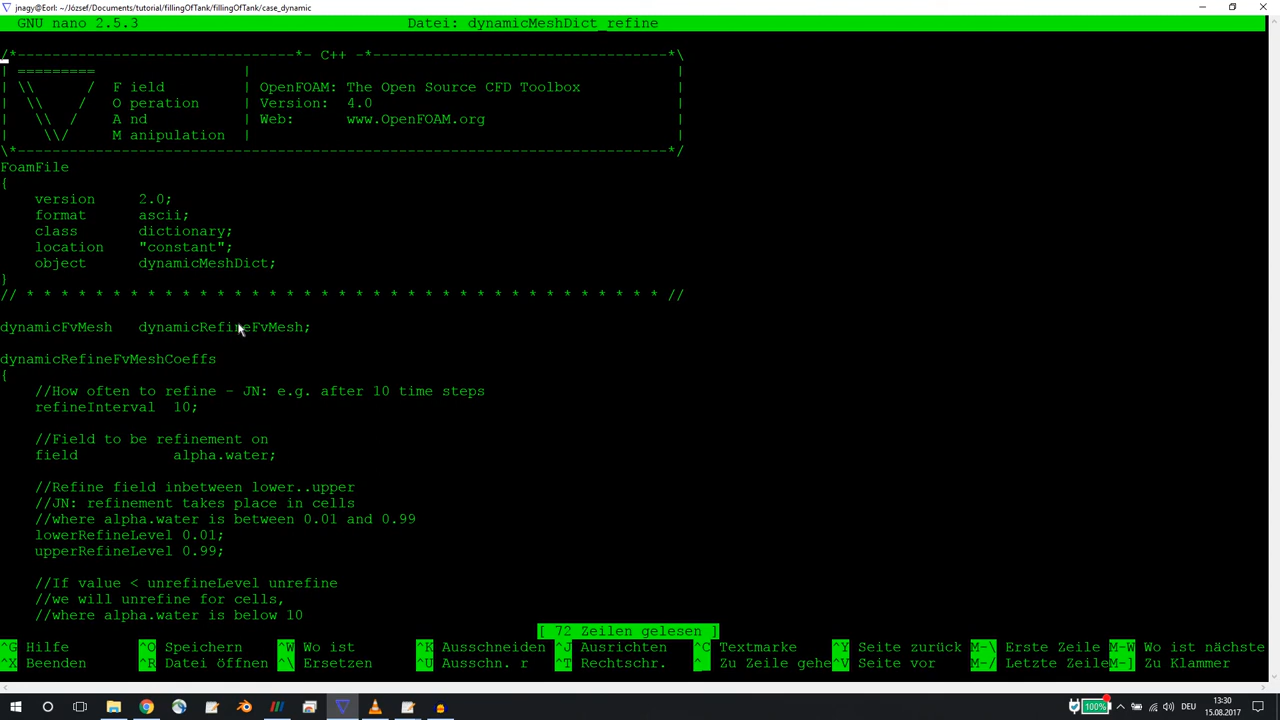 jnagy@Eorl: ~/József/Documents/tutorial/fillingOfTank/fillingOfTank/case_dynamic
GNU nano 2.5.3 Datei: dynamicMeshDict_refine
/*--------------------------------*- C++ -*----------------------------------*\
| ========= | |
| \\ / F ield | OpenFOAM: The Open Source CFD Toolbox |
| \\ / O peration | Version: 4.0 |
| \\ / A nd | Web: www.OpenFOAM.org |
| \\/ M anipulation | |
\*---------------------------------------------------------------------------*/
FoamFile
{
version 2.0;
format ascii;
class dictionary;
location "constant";
object dynamicMeshDict;
}
// * * * * * * * * * * * * * * * * * * * * * * * * * * * * * * * * * * * * * //
dynamicFvMesh dynamicRefineFvMesh;
dynamicRefineFvMeshCoeffs
{
//How often to refine - JN: e.g. after 10 time steps
refineInterval 10;
//Field to be refinement on
field alpha.water;
//Refine field inbetween lower..upper
//JN: refinement takes place in cells
//where alpha.water is between 0.01 and 0.99
lowerRefineLevel 0.01;
upperRefineLevel 0.99;
//If value < unrefineLevel unrefine
//we will unrefine for cells,
//where alpha.water is below 10
[ 72 Zeilen gelesen ]
^G Hilfe ^O Speichern ^W Wo ist ^K Ausschneiden ^J Ausrichten ^C Textmarke ^Y Seite zurück M-\ Erste Zeile M-W Wo ist nächste
^X Beenden ^R Datei öffnen ^\ Ersetzen ^U Ausschn. r ^T Rechtschr. ^ Zu Zeile gehe ^V Seite vor M-/ Letzte Zeile M-] Zu Klammer
100% DEU 13:30
15.08.2017